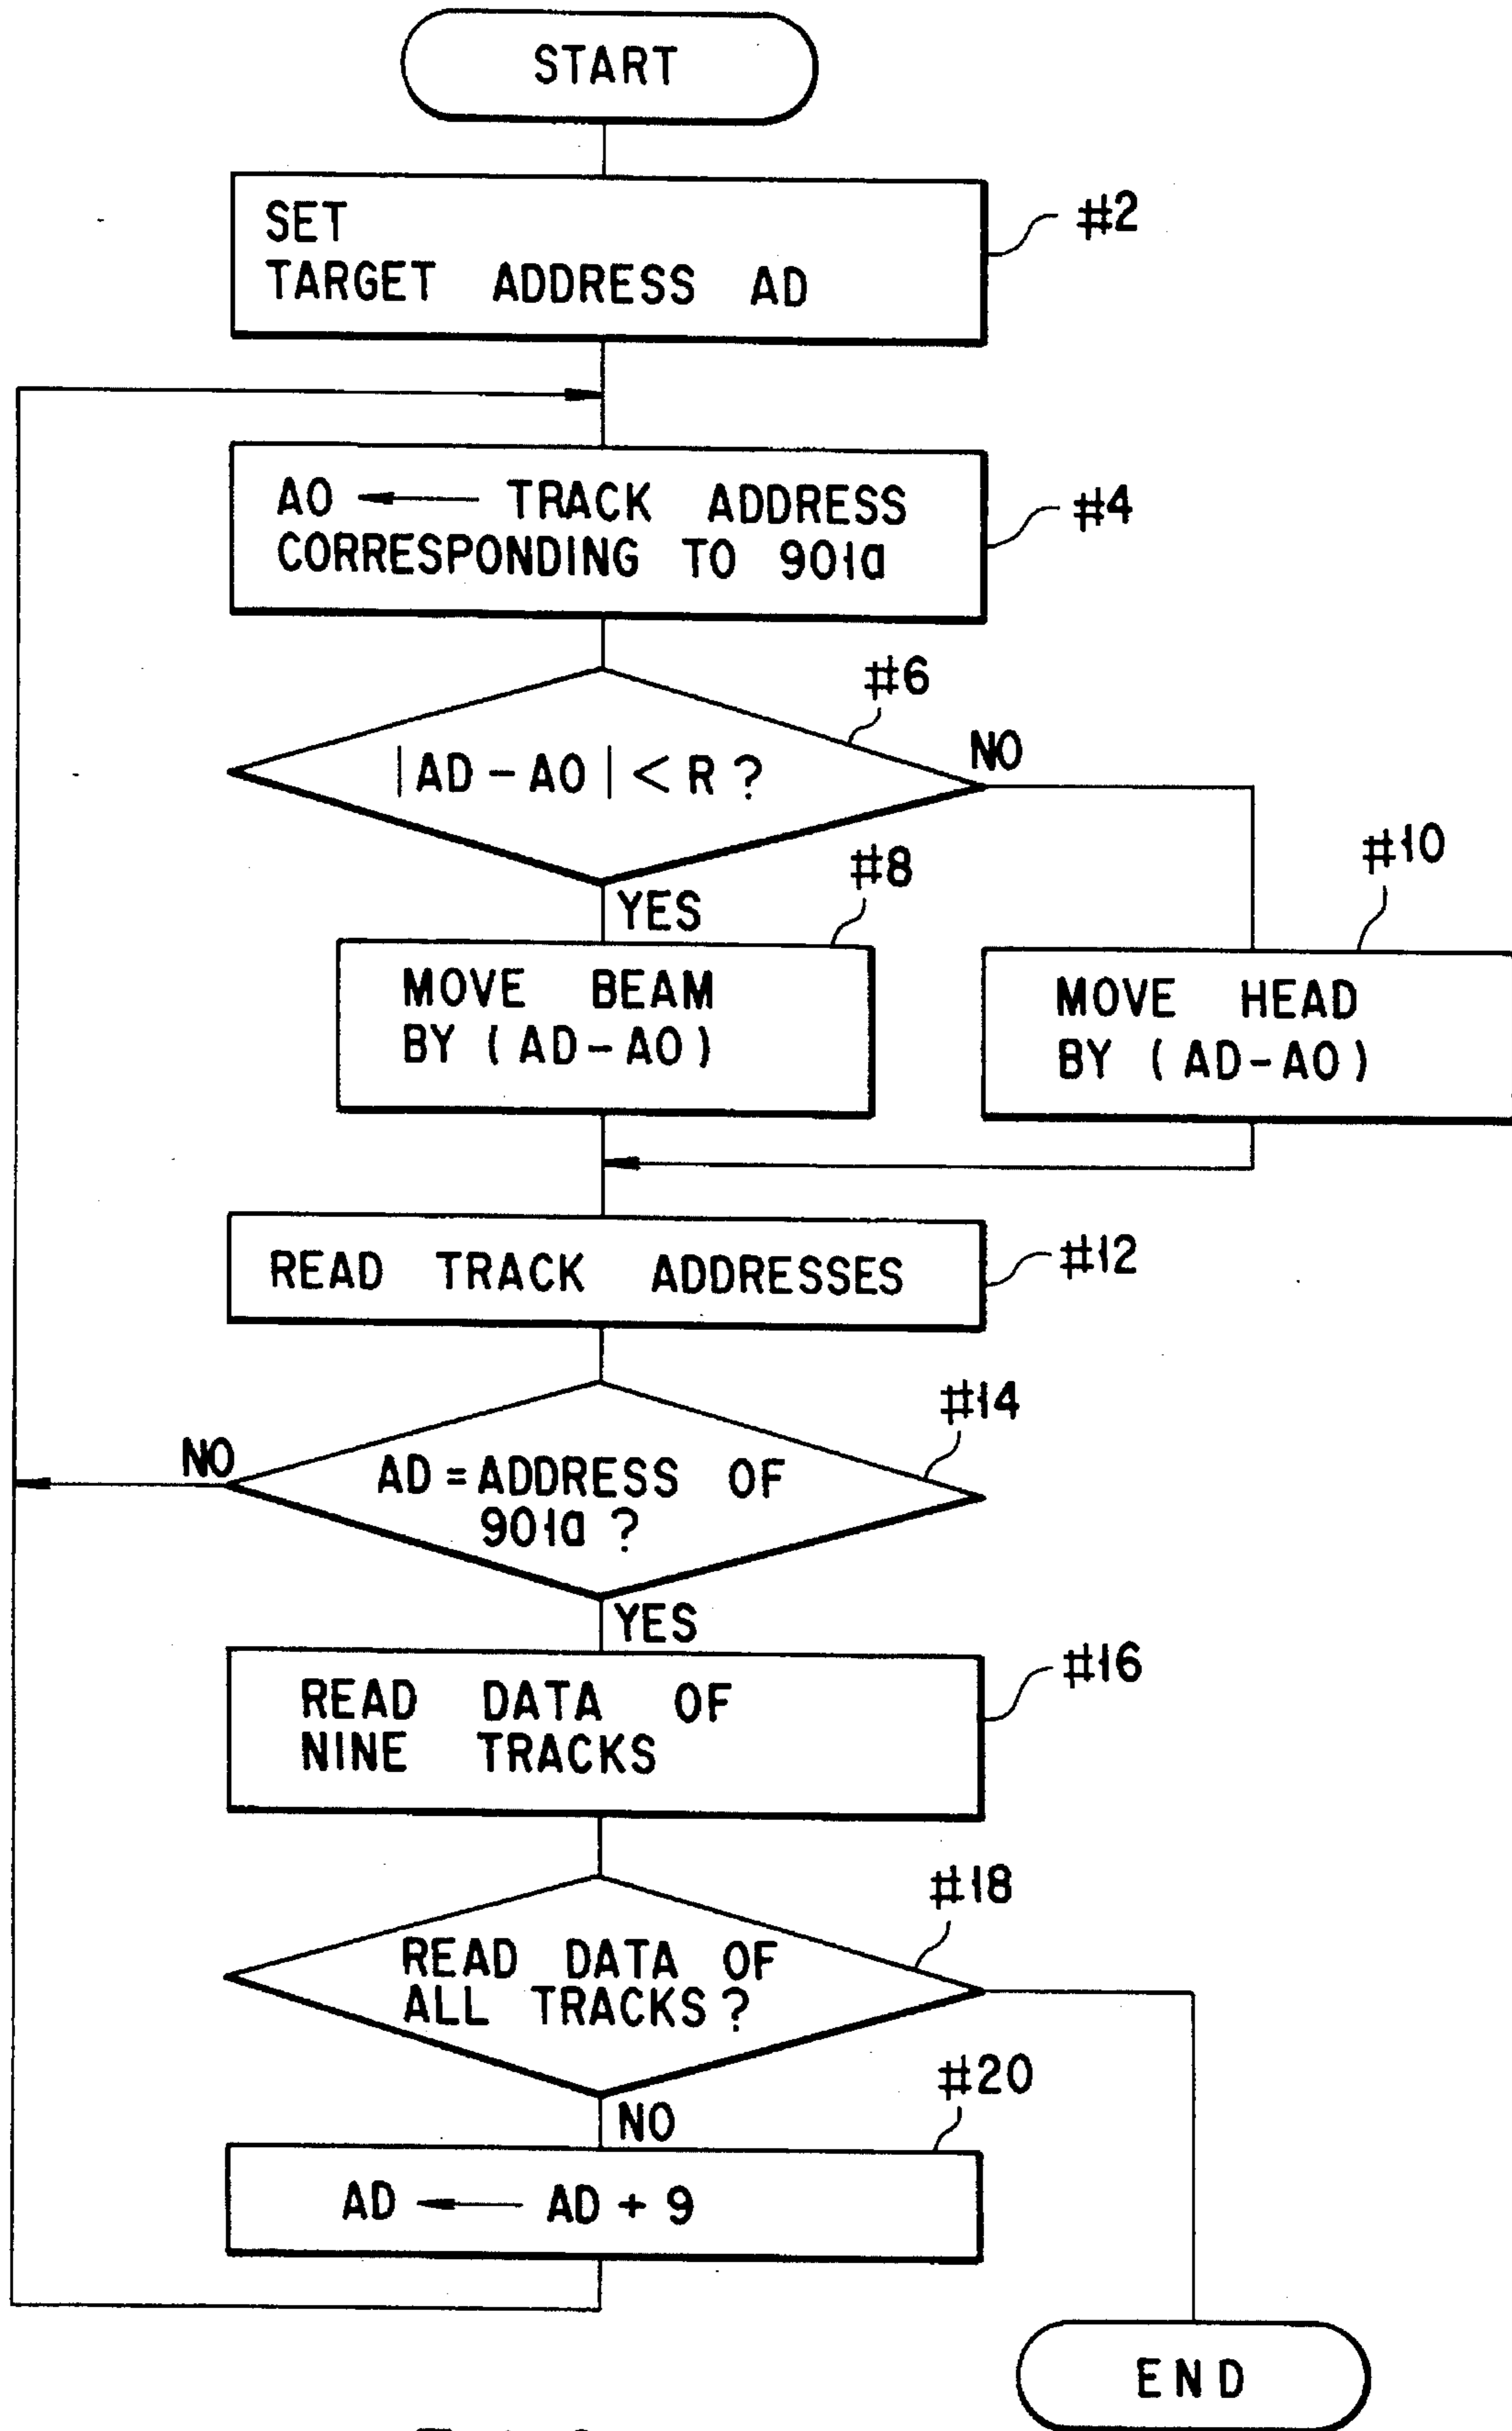 START
SET
TARGET ADDRESS AD
#2
AO ← TRACK ADDRESS
CORRESPONDING TO 901a
#4
#6
|AD-AO| < R ?
NO
YES
#8
MOVE BEAM
BY (AD-AO)
#10
MOVE HEAD
BY (AD-AO)
READ TRACK ADDRESSES
#12
#14
AD = ADDRESS OF
901a ?
NO
YES
READ DATA OF
NINE TRACKS
#16
#18
READ DATA OF
ALL TRACKS ?
NO
#20
AD ← AD + 9
END